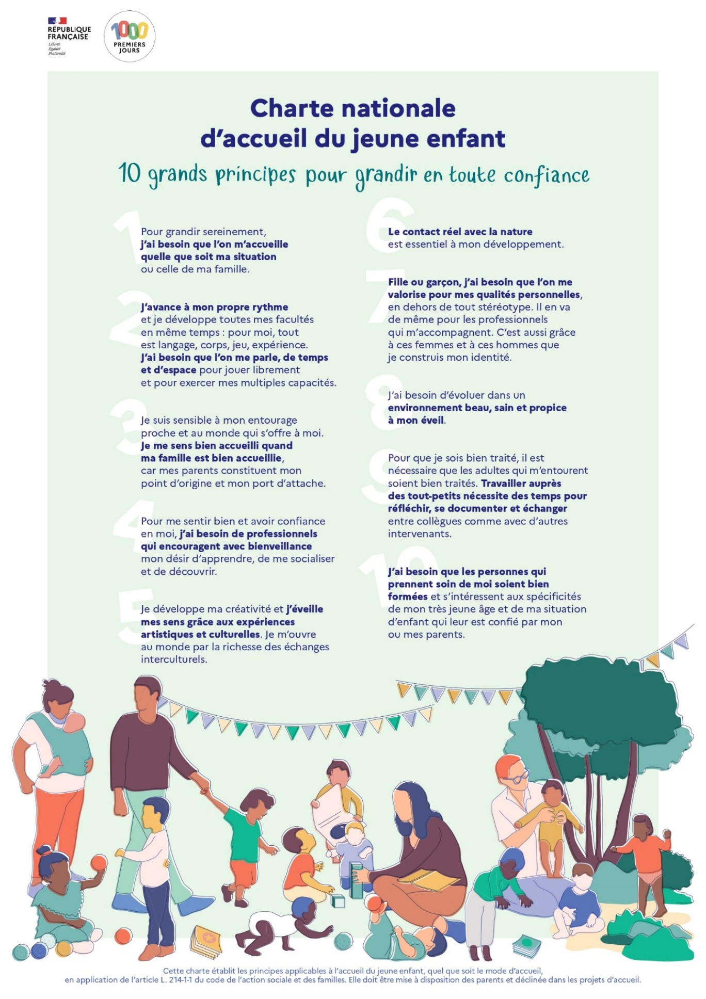 RÉPUBLIQUE
FRANÇAISE
Liberté
Égalité
Fraternité
1000
PREMIERS
JOURS
Charte nationale
d’accueil du jeune enfant
10 grands principes pour grandir en toute confiance
1
Pour grandir sereinement,
j’ai besoin que l’on m’accueille
quelle que soit ma situation
ou celle de ma famille.
2
J’avance à mon propre rythme
et je développe toutes mes facultés
en même temps : pour moi, tout
est langage, corps, jeu, expérience.
J’ai besoin que l’on me parle, de temps
et d’espace pour jouer librement
et pour exercer mes multiples capacités.
3
Je suis sensible à mon entourage
proche et au monde qui s’offre à moi.
Je me sens bien accueilli quand
ma famille est bien accueillie,
car mes parents constituent mon
point d’origine et mon port d’attache.
4
Pour me sentir bien et avoir confiance
en moi, j’ai besoin de professionnels
qui encouragent avec bienveillance
mon désir d’apprendre, de me socialiser
et de découvrir.
5
Je développe ma créativité et j’éveille
mes sens grâce aux expériences
artistiques et culturelles. Je m’ouvre
au monde par la richesse des échanges
interculturels.
6
Le contact réel avec la nature
est essentiel à mon développement.
7
Fille ou garçon, j’ai besoin que l’on me
valorise pour mes qualités personnelles,
en dehors de tout stéréotype. Il en va
de même pour les professionnels
qui m’accompagnent. C’est aussi grâce
à ces femmes et à ces hommes que
je construis mon identité.
8
J’ai besoin d’évoluer dans un
environnement beau, sain et propice
à mon éveil.
9
Pour que je sois bien traité, il est
nécessaire que les adultes qui m’entourent
soient bien traités. Travailler auprès
des tout-petits nécessite des temps pour
réfléchir, se documenter et échanger
entre collègues comme avec d’autres
intervenants.
10
J’ai besoin que les personnes qui
prennent soin de moi soient bien
formées et s’intéressent aux spécificités
de mon très jeune âge et de ma situation
d’enfant qui leur est confié par mon
ou mes parents.
Cette charte établit les principes applicables à l’accueil du jeune enfant, quel que soit le mode d’accueil,
en application de l’article L. 214-1-1 du code de l’action sociale et des familles. Elle doit être mise à disposition des parents et déclinée dans les projets d’accueil.